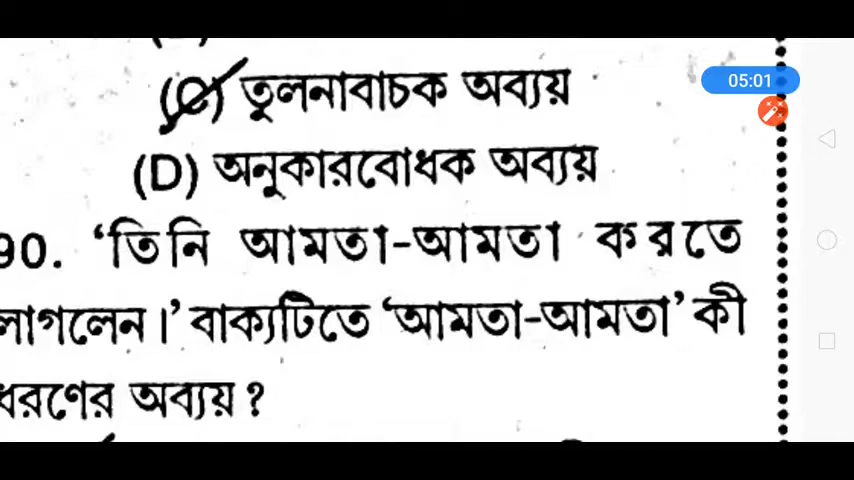 (C) তুলনাবাচক অব্যয়
05:01
(D) অনুকারবোধক অব্যয়
90. ‘তিনি আমতা-আমতা করতে
লাগলেন।’ বাক্যটিতে ‘আমতা-আমতা’ কী
ধরণের অব্যয় ?